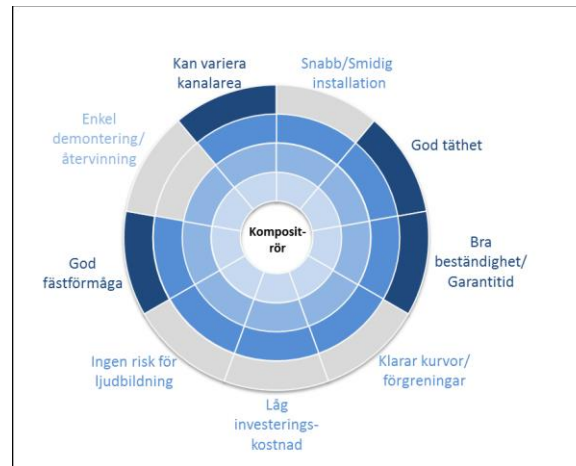 Kan variera
kanalarea
Snabb/Smidig
installation
God täthet
Bra
beständighet/
Garantitid
Klarar kurvor/
förgreningar
Låg
investerings-
kostnad
Ingen risk för
ljudbildning
God
fästförmåga
Enkel
demontering/
återvinning
Komposit-
rör